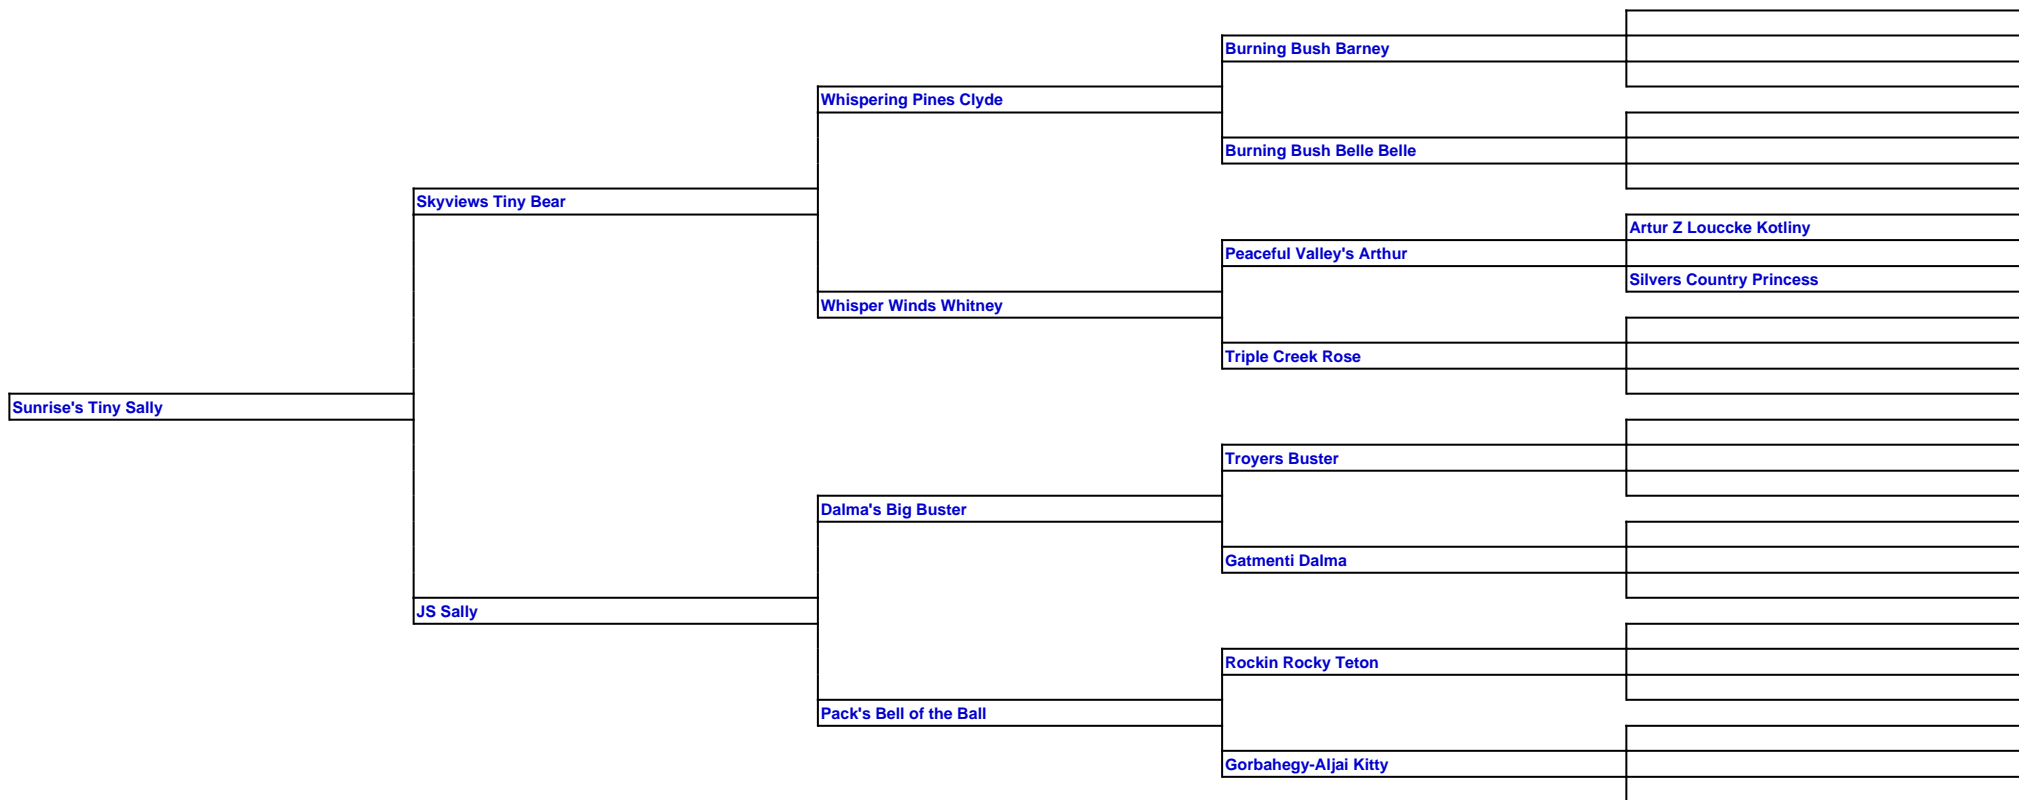 Burning Bush Barney
Whispering Pines Clyde
Burning Bush Belle Belle
Skyviews Tiny Bear
Artur Z Louccke Kotliny
Peaceful Valley's Arthur
Silvers Country Princess
Whisper Winds Whitney
Triple Creek Rose
Sunrise's Tiny Sally
Troyers Buster
Dalma's Big Buster
Gatmenti Dalma
JS Sally
Rockin Rocky Teton
Pack's Bell of the Ball
Gorbahegy-Aljai Kitty